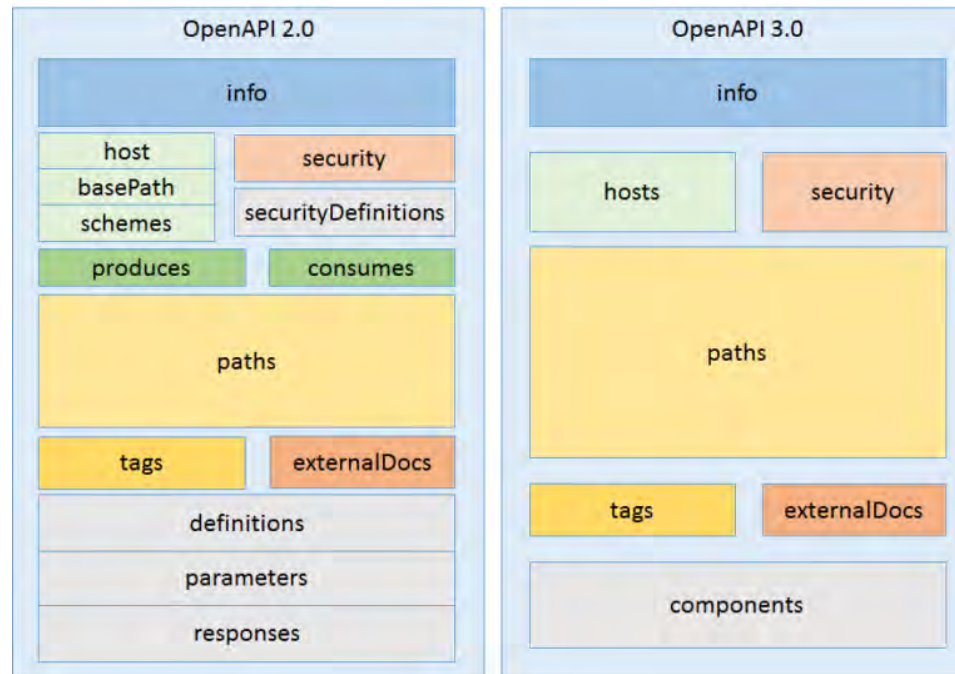 OpenAPI 2.0
info
host
basePath
schemes
security
securityDefinitions
produces
consumes
paths
tags
externalDocs
definitions
parameters
responses
OpenAPI 3.0
info
hosts
security
paths
tags
externalDocs
components